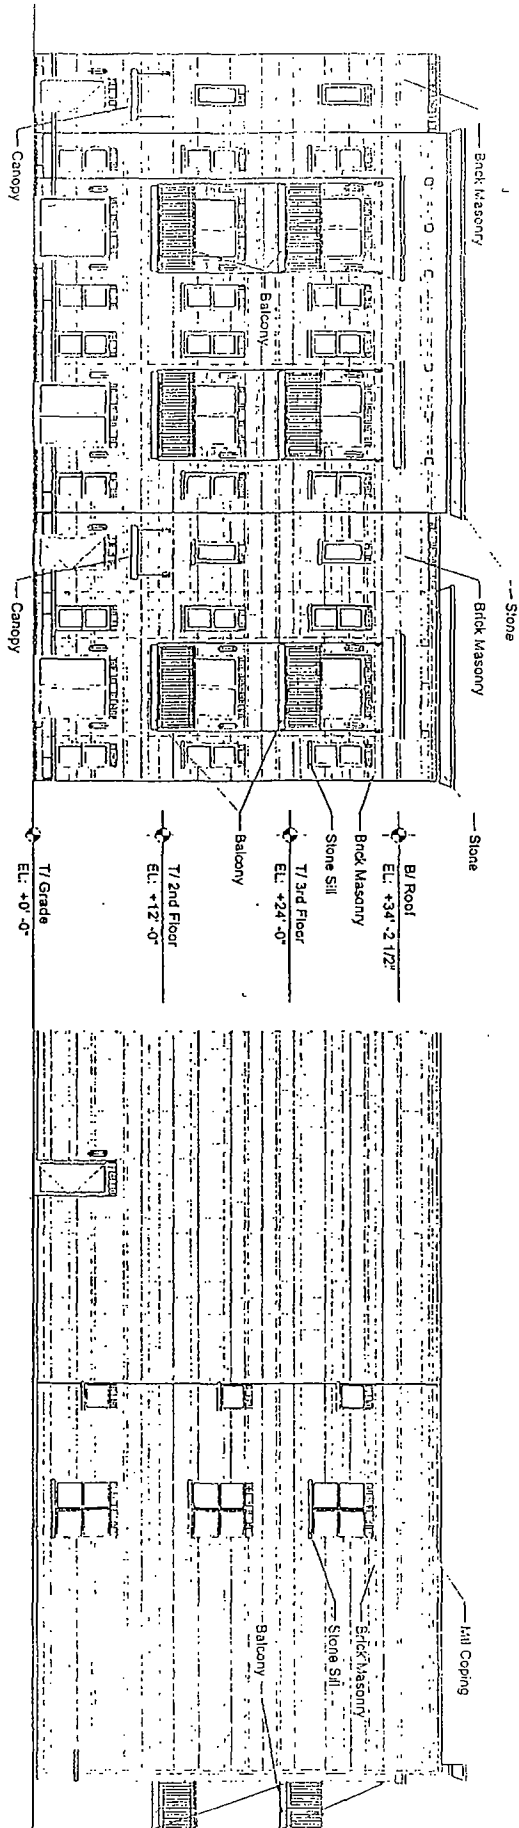 Stone
Stone
Brick Masonry
Brick Masonry
Balcony
Canopy
Canopy
B/ Roof
EL: +34'-2 1/2"
Brick Masonry
Stone Sill
T/ 3rd Floor
EL: +24'-0"
Balcony
T/ 2nd Floor
EL: +12'-0"
T/ Grade
EL: +0'-0"
Mtl Coping
Brick Masonry
Stone Sill
Balcony